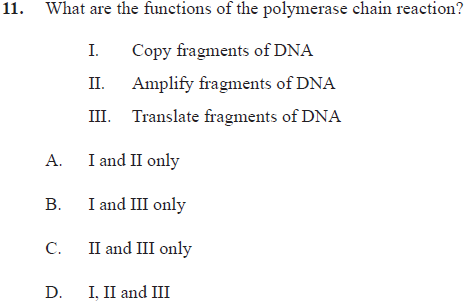 11. What are the functions of the polymerase chain reaction?
I. Copy fragments of DNA
II. Amplify fragments of DNA
III. Translate fragments of DNA
A. I and II only
B. I and III only
C. II and III only
D. I, II and III